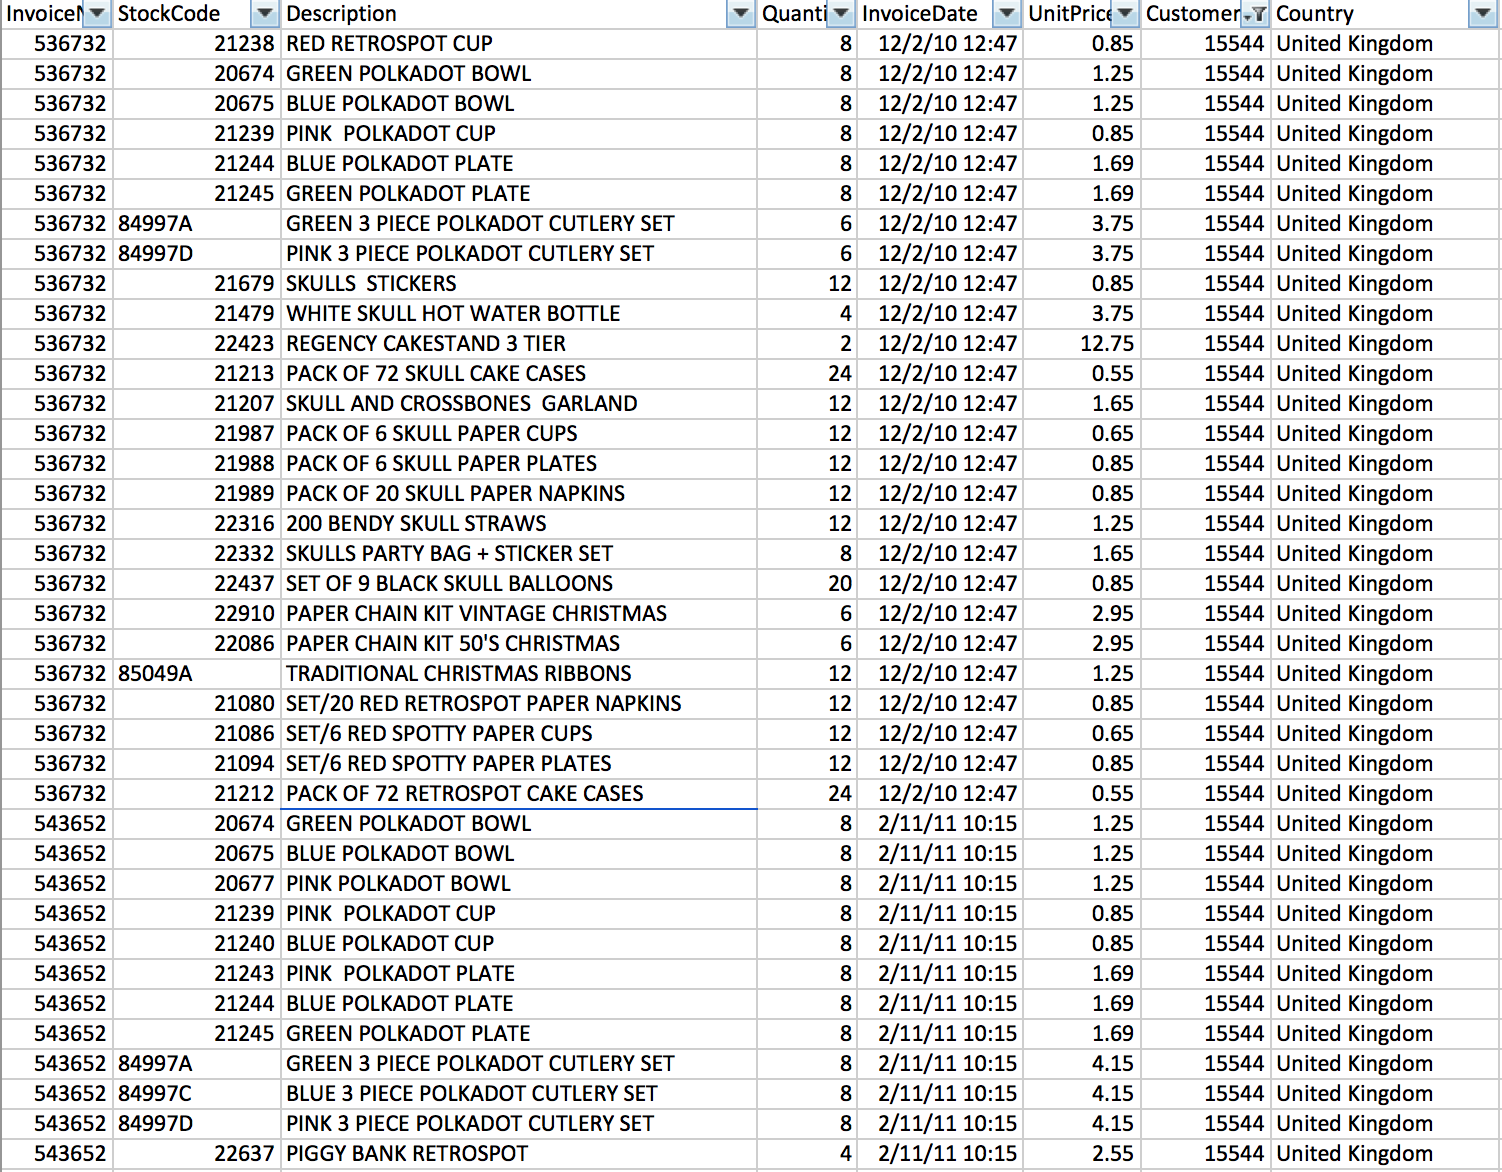 InvoiceN StockCode Description Quanti InvoiceDate UnitPrice Customer Country
536732 21238 RED RETROSPOT CUP 8 12/2/10 12:47 0.85 15544 United Kingdom
536732 20674 GREEN POLKADOT BOWL 8 12/2/10 12:47 1.25 15544 United Kingdom
536732 20675 BLUE POLKADOT BOWL 8 12/2/10 12:47 1.25 15544 United Kingdom
536732 21239 PINK  POLKADOT CUP 8 12/2/10 12:47 0.85 15544 United Kingdom
536732 21244 BLUE POLKADOT PLATE 8 12/2/10 12:47 1.69 15544 United Kingdom
536732 21245 GREEN POLKADOT PLATE 8 12/2/10 12:47 1.69 15544 United Kingdom
536732 84997A GREEN 3 PIECE POLKADOT CUTLERY SET 6 12/2/10 12:47 3.75 15544 United Kingdom
536732 84997D PINK 3 PIECE POLKADOT CUTLERY SET 6 12/2/10 12:47 3.75 15544 United Kingdom
536732 21679 SKULLS  STICKERS 12 12/2/10 12:47 0.85 15544 United Kingdom
536732 21479 WHITE SKULL HOT WATER BOTTLE 4 12/2/10 12:47 3.75 15544 United Kingdom
536732 22423 REGENCY CAKESTAND 3 TIER 2 12/2/10 12:47 12.75 15544 United Kingdom
536732 21213 PACK OF 72 SKULL CAKE CASES 24 12/2/10 12:47 0.55 15544 United Kingdom
536732 21207 SKULL AND CROSSBONES  GARLAND 12 12/2/10 12:47 1.65 15544 United Kingdom
536732 21987 PACK OF 6 SKULL PAPER CUPS 12 12/2/10 12:47 0.65 15544 United Kingdom
536732 21988 PACK OF 6 SKULL PAPER PLATES 12 12/2/10 12:47 0.85 15544 United Kingdom
536732 21989 PACK OF 20 SKULL PAPER NAPKINS 12 12/2/10 12:47 0.85 15544 United Kingdom
536732 22316 200 BENDY SKULL STRAWS 12 12/2/10 12:47 1.25 15544 United Kingdom
536732 22332 SKULLS PARTY BAG + STICKER SET 8 12/2/10 12:47 1.65 15544 United Kingdom
536732 22437 SET OF 9 BLACK SKULL BALLOONS 20 12/2/10 12:47 0.85 15544 United Kingdom
536732 22910 PAPER CHAIN KIT VINTAGE CHRISTMAS 6 12/2/10 12:47 2.95 15544 United Kingdom
536732 22086 PAPER CHAIN KIT 50'S CHRISTMAS 6 12/2/10 12:47 2.95 15544 United Kingdom
536732 85049A TRADITIONAL CHRISTMAS RIBBONS 12 12/2/10 12:47 1.25 15544 United Kingdom
536732 21080 SET/20 RED RETROSPOT PAPER NAPKINS 12 12/2/10 12:47 0.85 15544 United Kingdom
536732 21086 SET/6 RED SPOTTY PAPER CUPS 12 12/2/10 12:47 0.65 15544 United Kingdom
536732 21094 SET/6 RED SPOTTY PAPER PLATES 12 12/2/10 12:47 0.85 15544 United Kingdom
536732 21212 PACK OF 72 RETROSPOT CAKE CASES 24 12/2/10 12:47 0.55 15544 United Kingdom
543652 20674 GREEN POLKADOT BOWL 8 2/11/11 10:15 1.25 15544 United Kingdom
543652 20675 BLUE POLKADOT BOWL 8 2/11/11 10:15 1.25 15544 United Kingdom
543652 20677 PINK POLKADOT BOWL 8 2/11/11 10:15 1.25 15544 United Kingdom
543652 21239 PINK  POLKADOT CUP 8 2/11/11 10:15 0.85 15544 United Kingdom
543652 21240 BLUE POLKADOT CUP 8 2/11/11 10:15 0.85 15544 United Kingdom
543652 21243 PINK  POLKADOT PLATE 8 2/11/11 10:15 1.69 15544 United Kingdom
543652 21244 BLUE POLKADOT PLATE 8 2/11/11 10:15 1.69 15544 United Kingdom
543652 21245 GREEN POLKADOT PLATE 8 2/11/11 10:15 1.69 15544 United Kingdom
543652 84997A GREEN 3 PIECE POLKADOT CUTLERY SET 8 2/11/11 10:15 4.15 15544 United Kingdom
543652 84997C BLUE 3 PIECE POLKADOT CUTLERY SET 8 2/11/11 10:15 4.15 15544 United Kingdom
543652 84997D PINK 3 PIECE POLKADOT CUTLERY SET 8 2/11/11 10:15 4.15 15544 United Kingdom
543652 22637 PIGGY BANK RETROSPOT 4 2/11/11 10:15 2.55 15544 United Kingdom